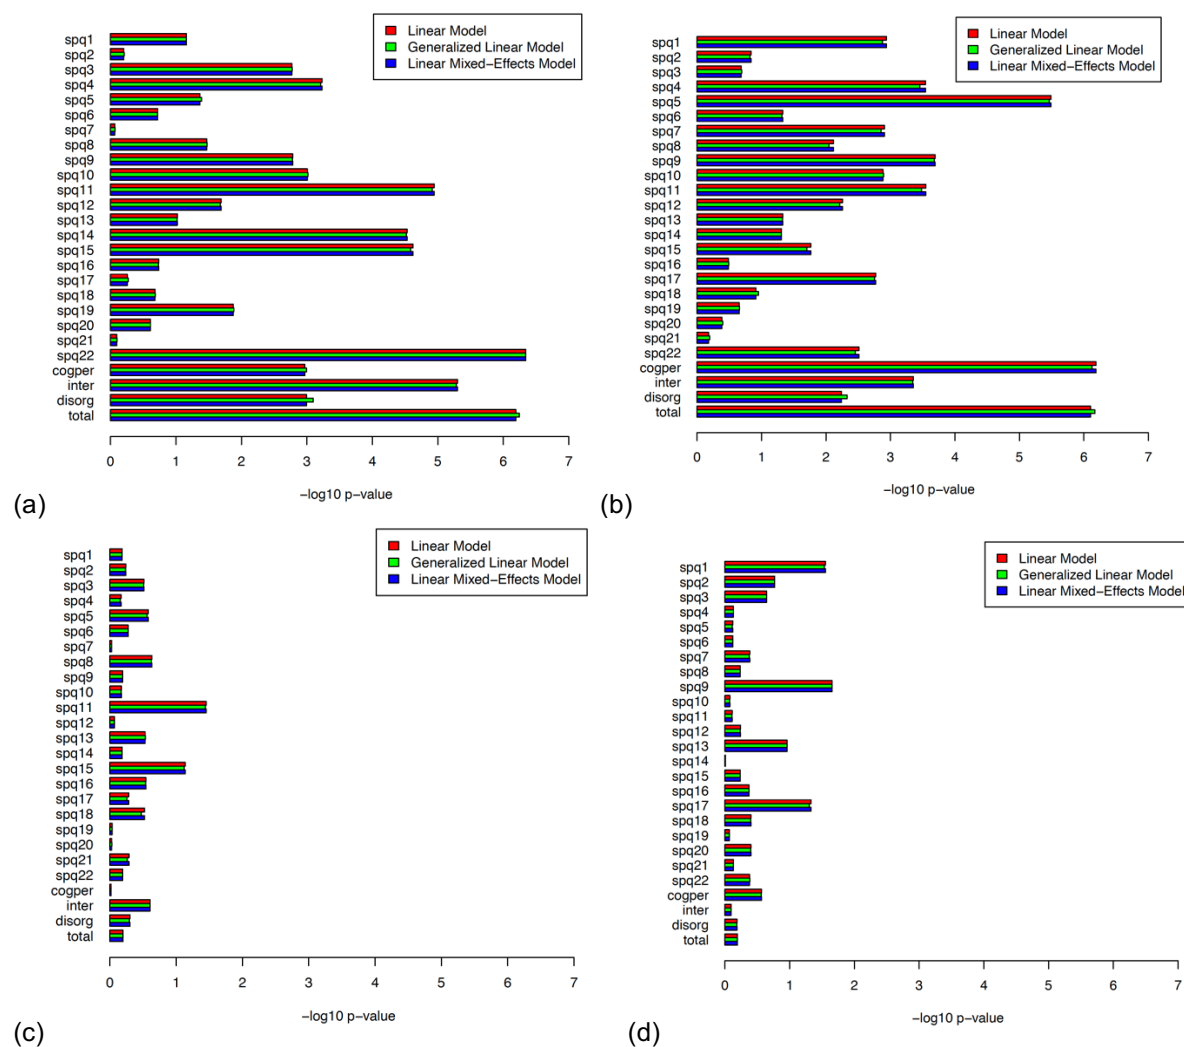 Linear Model
Generalized Linear Model
Linear Mixed−Effects Model
spq1
spq2
spq3
spq4
spq5
spq6
spq7
spq8
spq9
spq10
spq11
spq12
spq13
spq14
spq15
spq16
spq17
spq18
spq19
spq20
spq21
spq22
cogper
inter
disorg
total
0 1 2 3 4 5 6 7
−log10 p−value
(a)
Linear Model
Generalized Linear Model
Linear Mixed−Effects Model
spq1
spq2
spq3
spq4
spq5
spq6
spq7
spq8
spq9
spq10
spq11
spq12
spq13
spq14
spq15
spq16
spq17
spq18
spq19
spq20
spq21
spq22
cogper
inter
disorg
total
0 1 2 3 4 5 6 7
−log10 p−value
(b)
Linear Model
Generalized Linear Model
Linear Mixed−Effects Model
spq1
spq2
spq3
spq4
spq5
spq6
spq7
spq8
spq9
spq10
spq11
spq12
spq13
spq14
spq15
spq16
spq17
spq18
spq19
spq20
spq21
spq22
cogper
inter
disorg
total
0 1 2 3 4 5 6 7
−log10 p−value
(c)
Linear Model
Generalized Linear Model
Linear Mixed−Effects Model
spq1
spq2
spq3
spq4
spq5
spq6
spq7
spq8
spq9
spq10
spq11
spq12
spq13
spq14
spq15
spq16
spq17
spq18
spq19
spq20
spq21
spq22
cogper
inter
disorg
total
0 1 2 3 4 5 6 7
−log10 p−value
(d)